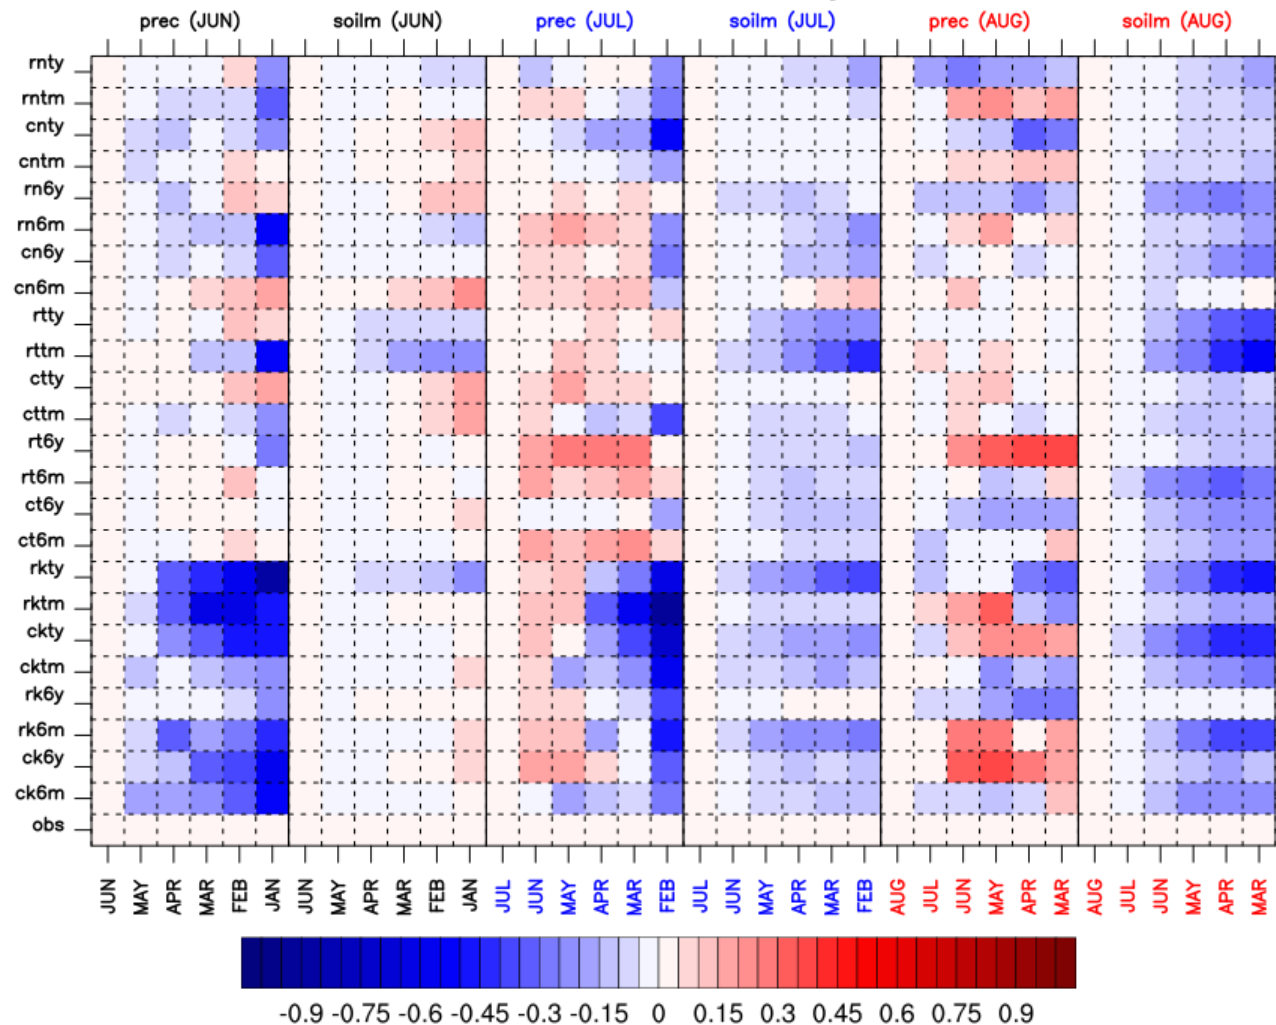 prec (JUN) soilm (JUN) prec (JUL) soilm (JUL) prec (AUG) soilm (AUG)
rnty
rntm
cnty
cntm
rn6y
rn6m
cn6y
cn6m
rtty
rttm
ctty
cttm
rt6y
rt6m
ct6y
ct6m
rkty
rktm
ckty
cktm
rk6y
rk6m
ck6y
ck6m
obs
JUN MAY APR MAR FEB JAN JUN MAY APR MAR FEB JAN JUL JUN MAY APR MAR FEB JUL JUN MAY APR MAR FEB AUG JUL JUN MAY APR MAR AUG JUL JUN MAY APR MAR
-0.9 -0.75 -0.6 -0.45 -0.3 -0.15 0 0.15 0.3 0.45 0.6 0.75 0.9